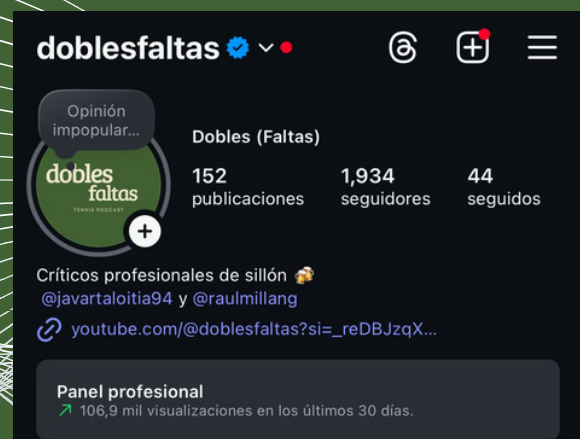 doblesfaltas
Opinión
impopular...
dobles
faltas
TENNIS PODCAST
Dobles (Faltas)
152 1,934 44
publicaciones seguidores seguidos
Críticos profesionales de sillón 🍻
@javartaloitia94 y @raulmillang
youtube.com/@doblesfaltas?si=_reDBJzqX...
Panel profesional
106,9 mil visualizaciones en los últimos 30 días.